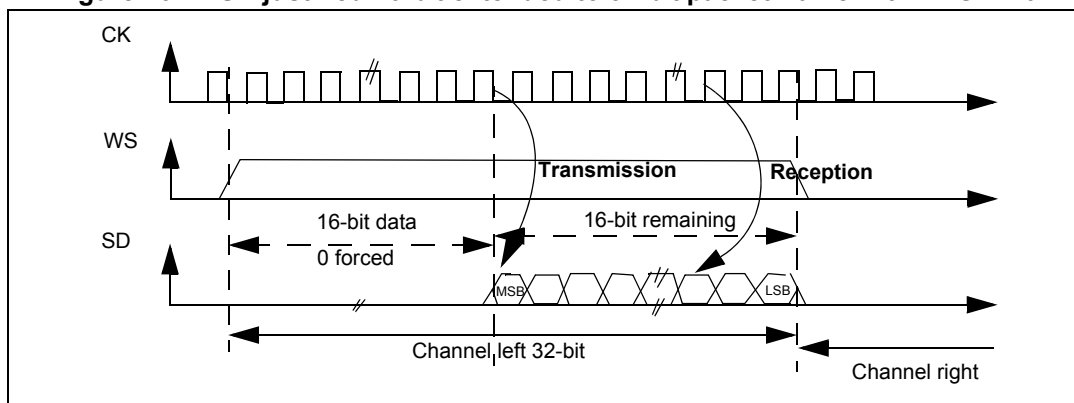 CK
WS
Transmission
Reception
16-bit data
16-bit remaining
SD
0 forced
MSB
LSB
Channel left 32-bit
Channel right